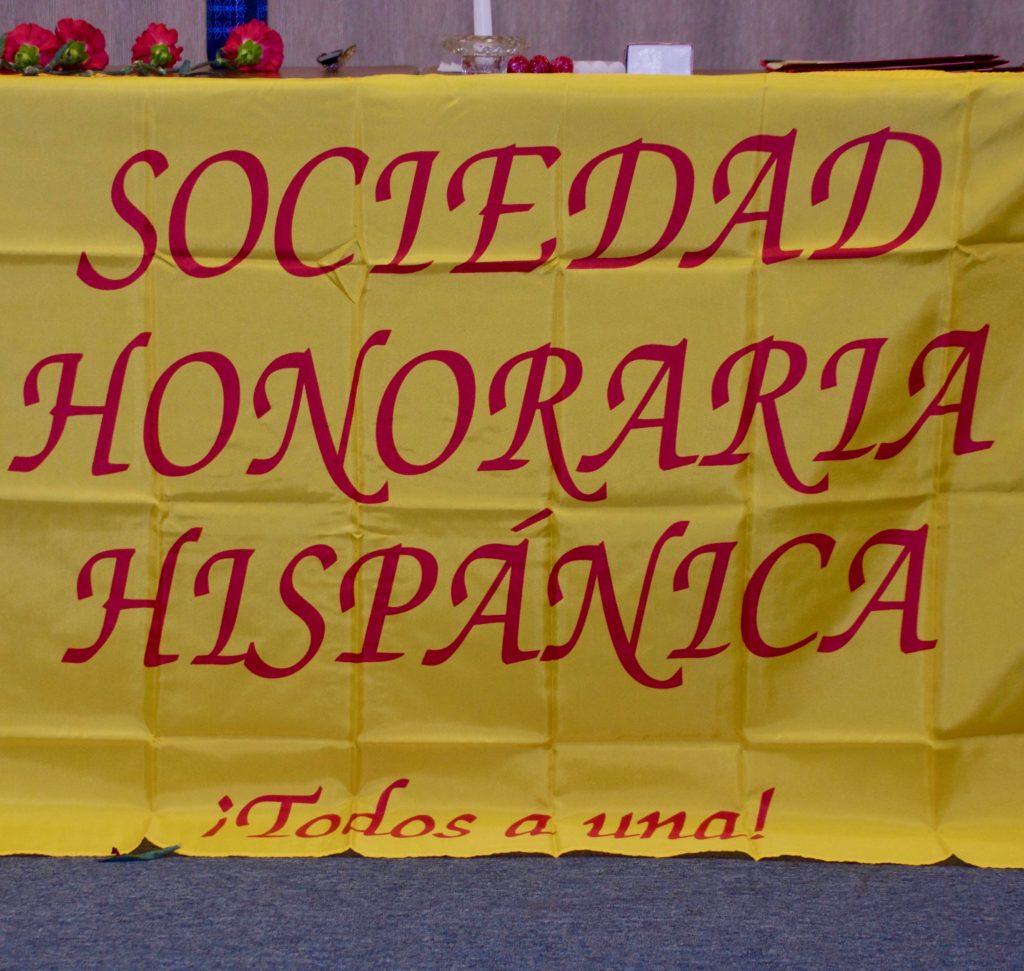 SOCIEDAD
HONORARIA
HISPÁNICA
¡Todos a una!